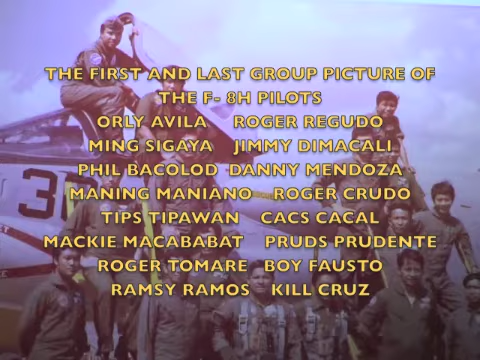 THE FIRST AND LAST GROUP PICTURE OF
THE F- 8H PILOTS
ORLY AVILA ROGER REGUDO
MING SIGAYA JIMMY DIMACALI
PHIL BACOLOD DANNY MENDOZA
MANING MANIANO ROGER CRUDO
TIPS TIPAWAN CACS CACAL
MACKIE MACABABAT PRUDS PRUDENTE
ROGER TOMARE BOY FAUSTO
RAMSY RAMOS KILL CRUZ
31